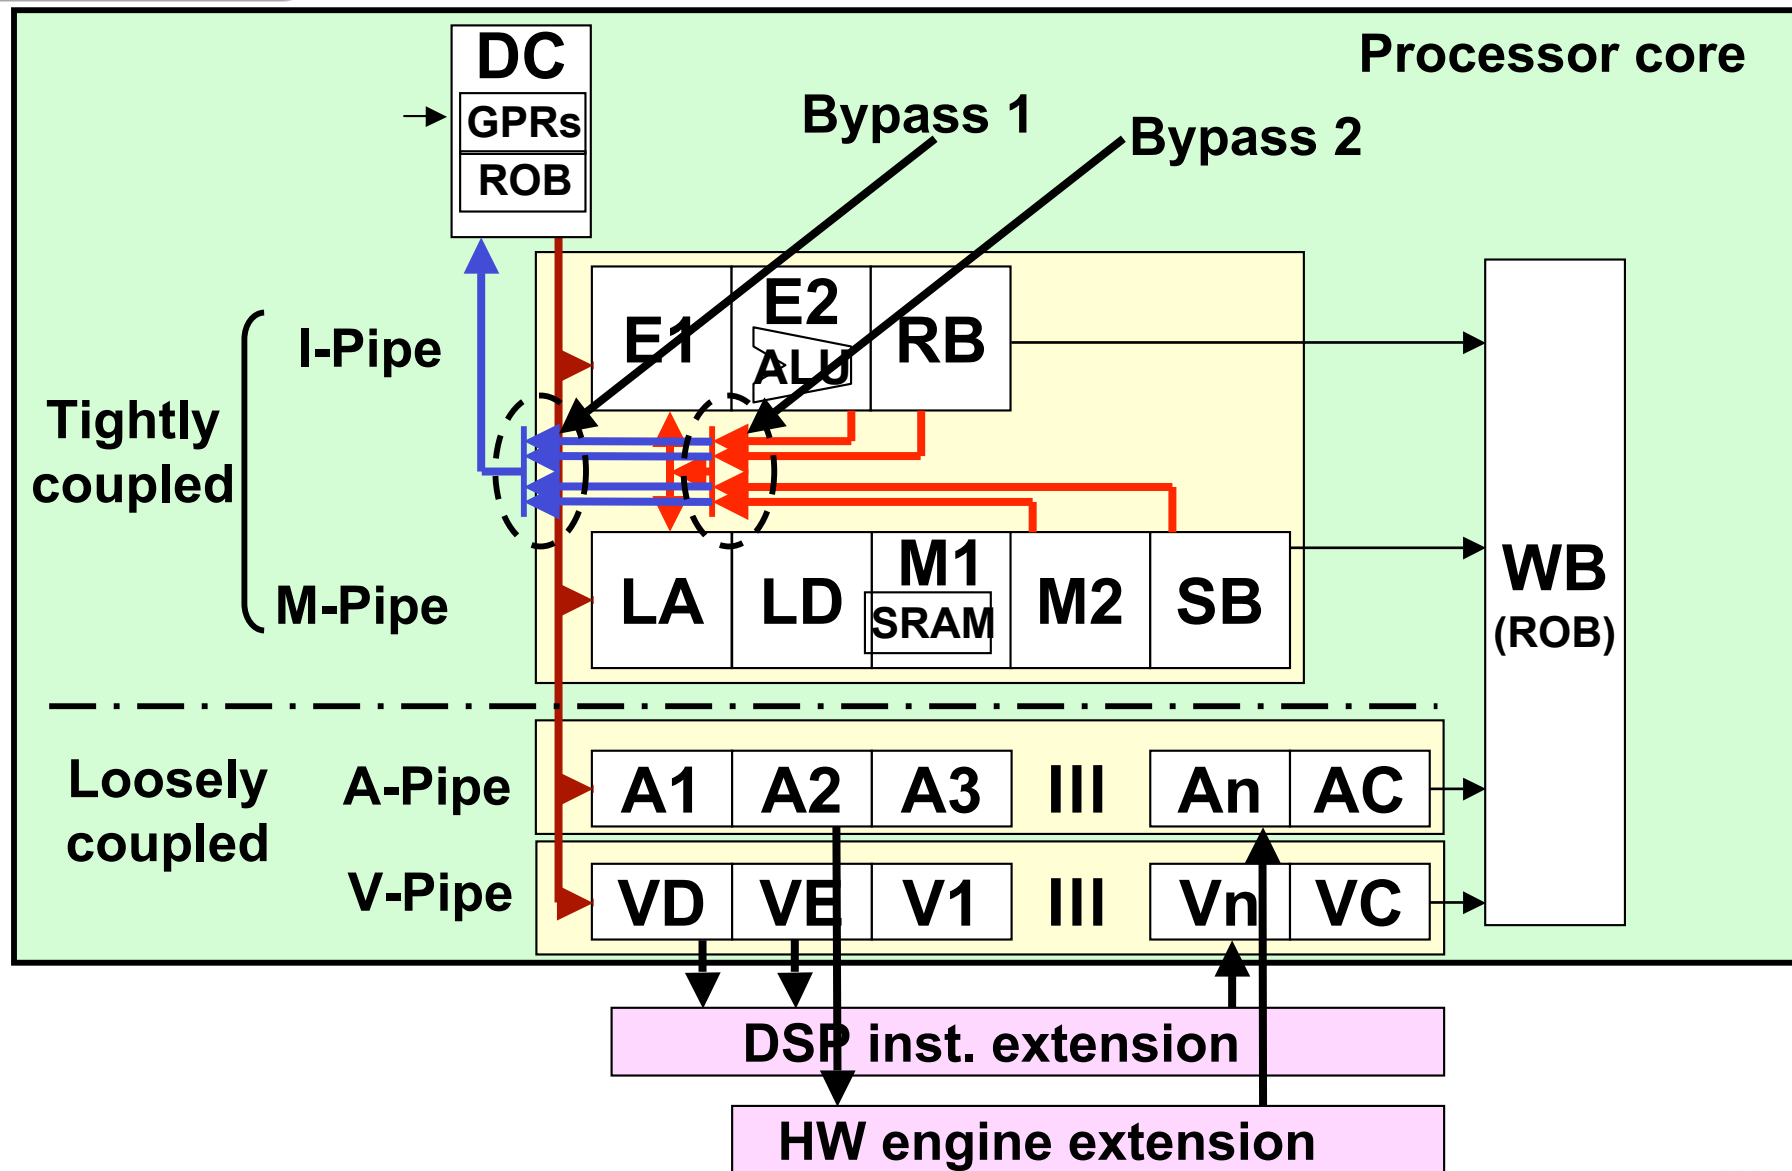 DC
Processor core
GPRs
Bypass 1
Bypass 2
ROB
I-Pipe
E1
E2
ALU
RB
Tightly
coupled
M-Pipe
LA
LD
M1
SRAM
M2
SB
WB
(ROB)
Loosely
coupled
A-Pipe
A1
A2
A3
III
An
AC
V-Pipe
VD
VE
V1
III
Vn
VC
DSP inst. extension
HW engine extension